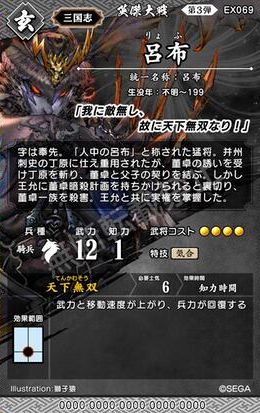 玄 三国志 英傑大戦 第3弾 EX069
りょふ
呂布
統一名称：呂布
生没年：不明～199
「我に敵無し、
故に天下無双なり！」
字は奉先。「人中の呂布」と称された猛将。并州
刺史の丁原に仕え重用されたが、董卓の誘いを受
け丁原を斬り、董卓と父子の契りを結ぶ。しかし
王允に董卓暗殺計画を持ちかけられると裏切り、
董卓一族を殺害。王允と共に実権を掌握した。
兵種 武力 知力 武将コスト
騎兵 12 1 特技 気合
てんかむそう 必要士気 効果時間
天下無双 6 知力時間
効果範囲
武力と移動速度が上がり、兵力が回復する
Illustration:獅子猿 ©SEGA
0000-0000-0000-0000-0000